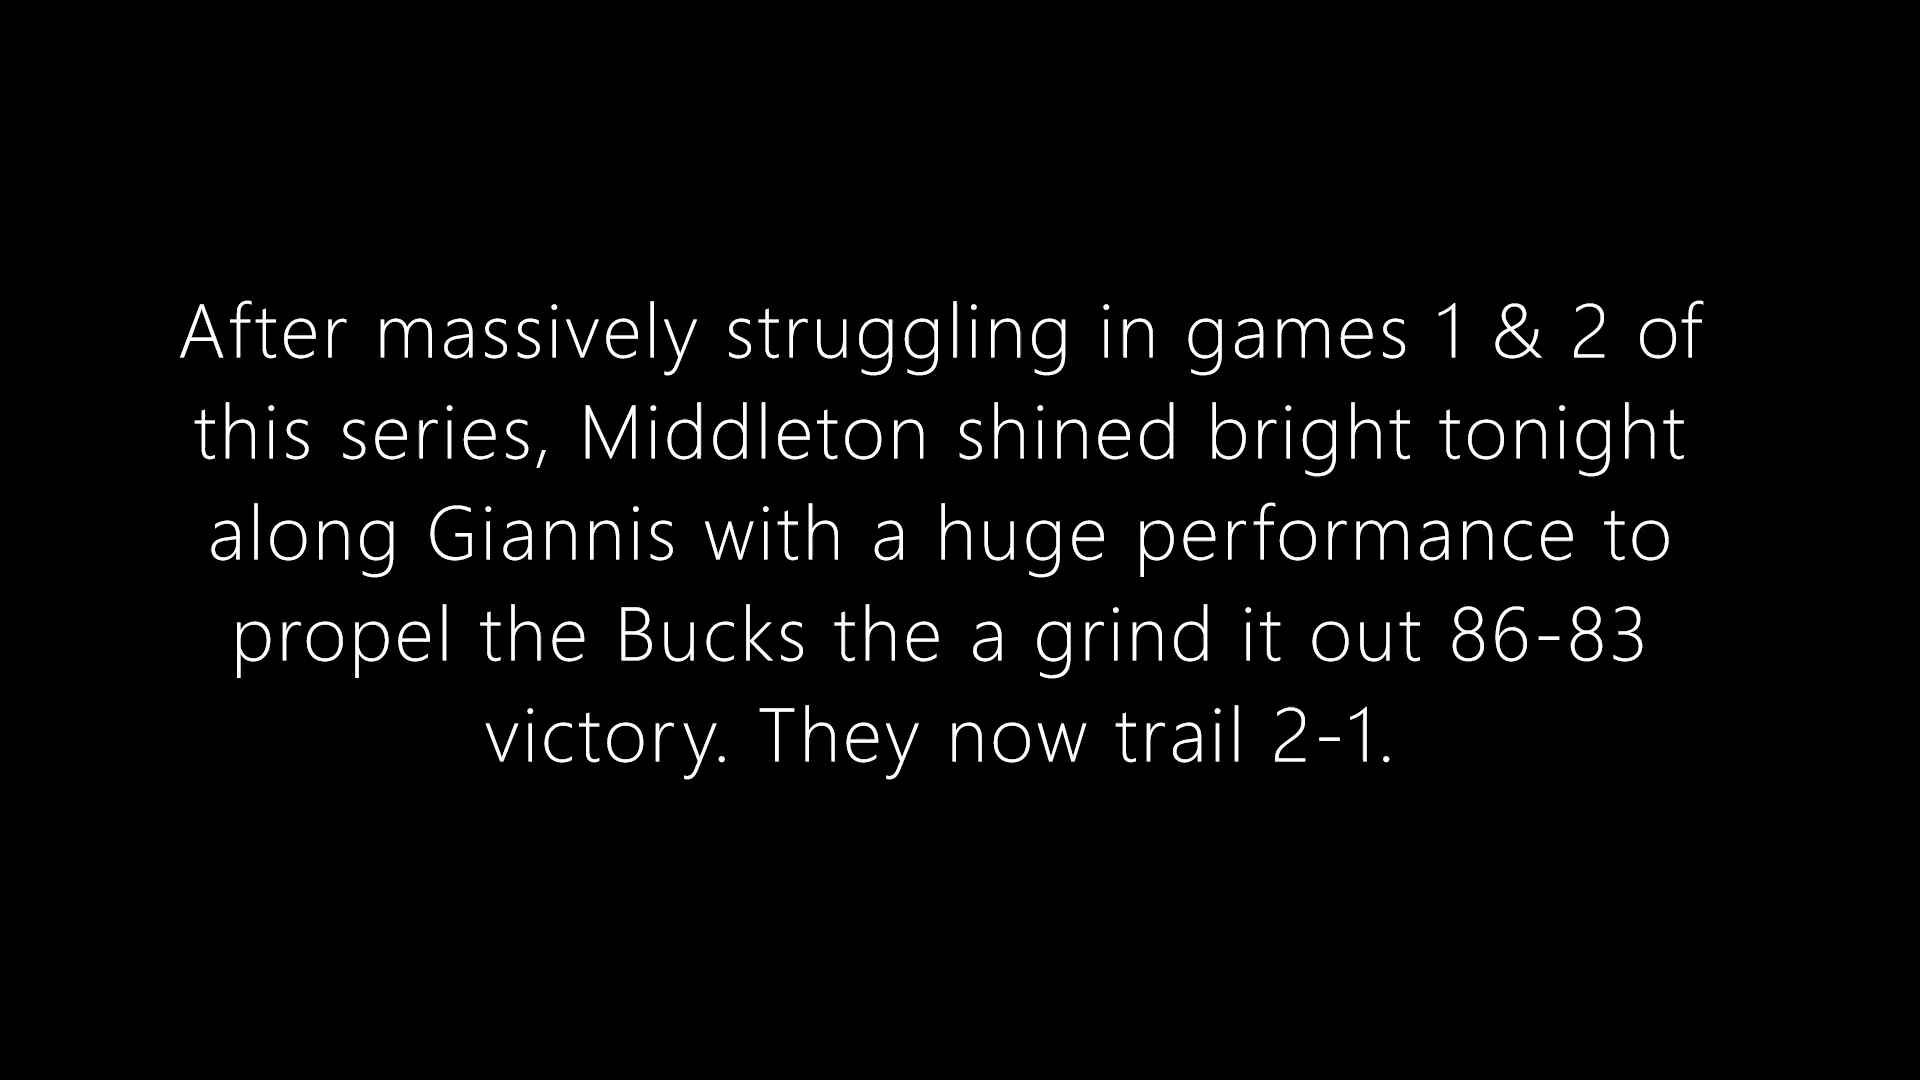 After massively struggling in games 1 & 2 of
this series, Middleton shined bright tonight
along Giannis with a huge performance to
propel the Bucks the a grind it out 86-83
victory. They now trail 2-1.